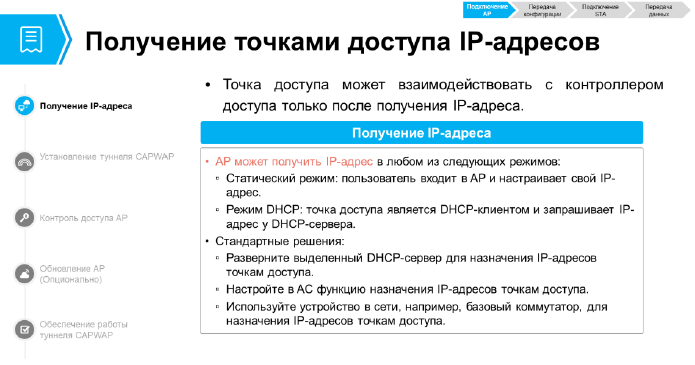 Подключение
AP
Передача
конфигурации
Подключение
STA
Передача
данных
Получение точками доступа IP-адресов
• Точка доступа может взаимодействовать с контроллером
доступа только после получения IP-адреса.
Получение IP-адреса
Установление туннеля CAPWAP
Контроль доступа AP
Обновление AP
(Опционально)
Обеспечение работы
туннеля CAPWAP
Получение IP-адреса
• AP может получить IP-адрес в любом из следующих режимов:
▫ Статический режим: пользователь входит в AP и настраивает свой IP-
адрес.
▫ Режим DHCP: точка доступа является DHCP-клиентом и запрашивает IP-
адрес у DHCP-сервера.
• Стандартные решения:
▫ Разверните выделенный DHCP-сервер для назначения IP-адресов
точкам доступа.
▫ Настройте в AC функцию назначения IP-адресов точкам доступа.
▫ Используйте устройство в сети, например, базовый коммутатор, для
назначения IP-адресов точкам доступа.